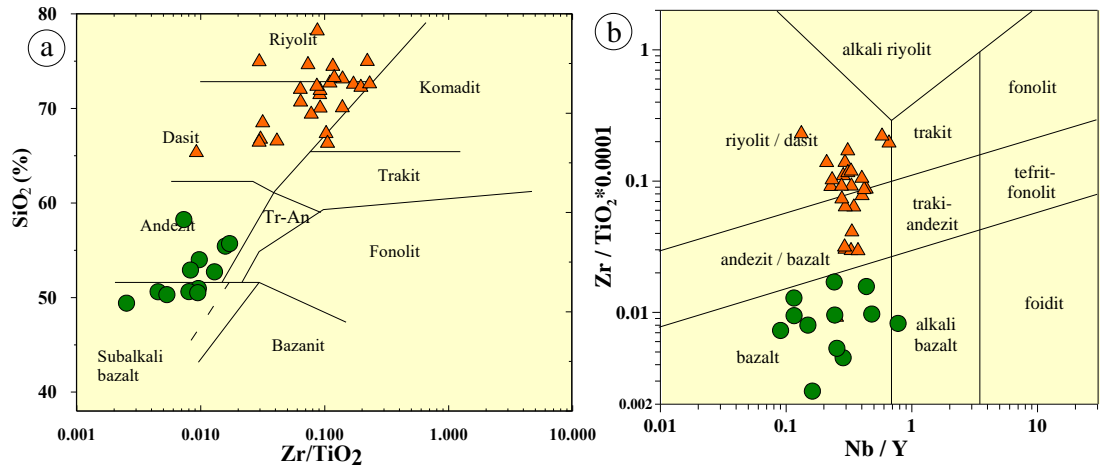 a
80
70
60
50
40
SiO2 (%)
0.001
0.010
0.100
1.000
10.000
Zr/TiO2
Riyolit
Komadit
Dasit
Trakit
Tr-An
Andezit
Fonolit
Bazanit
Subalkali
bazalt
b
1
0.1
0.01
0.002
Zr / TiO2*0.0001
0.01
0.1
1
10
Nb / Y
alkali riyolit
fonolit
riyolit / dasit
trakit
tefrit-
fonolit
traki-
andezit
andezit / bazalt
foidit
alkali
bazalt
bazalt